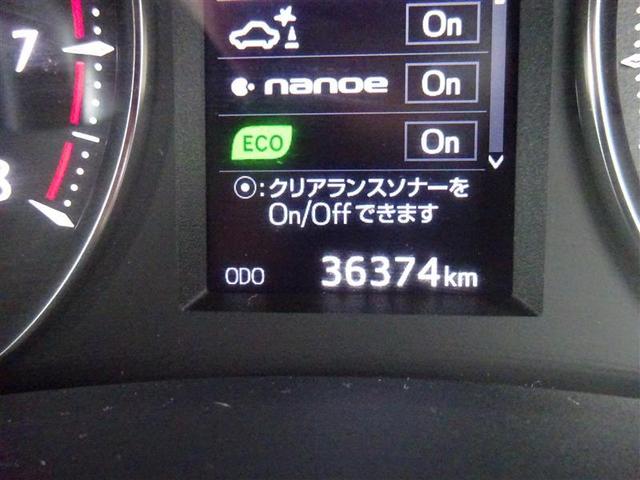 On
nanoe On
ECO On
⦿:クリアランスソナーを
On/Offできます
ODO 36374km
7
8